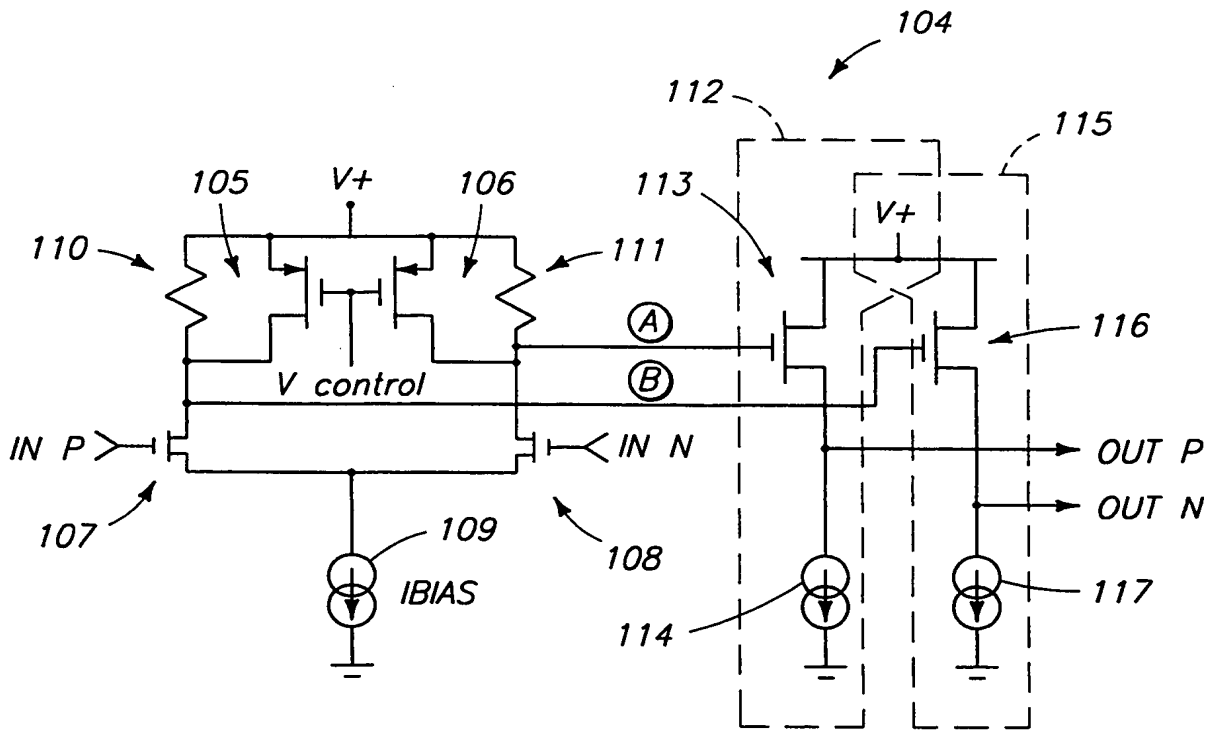 104
112
115
105
V+
106
113
V+
110
111
A
116
V control
B
IN P
IN N
OUT P
OUT N
107
109
108
IBIAS
114
117